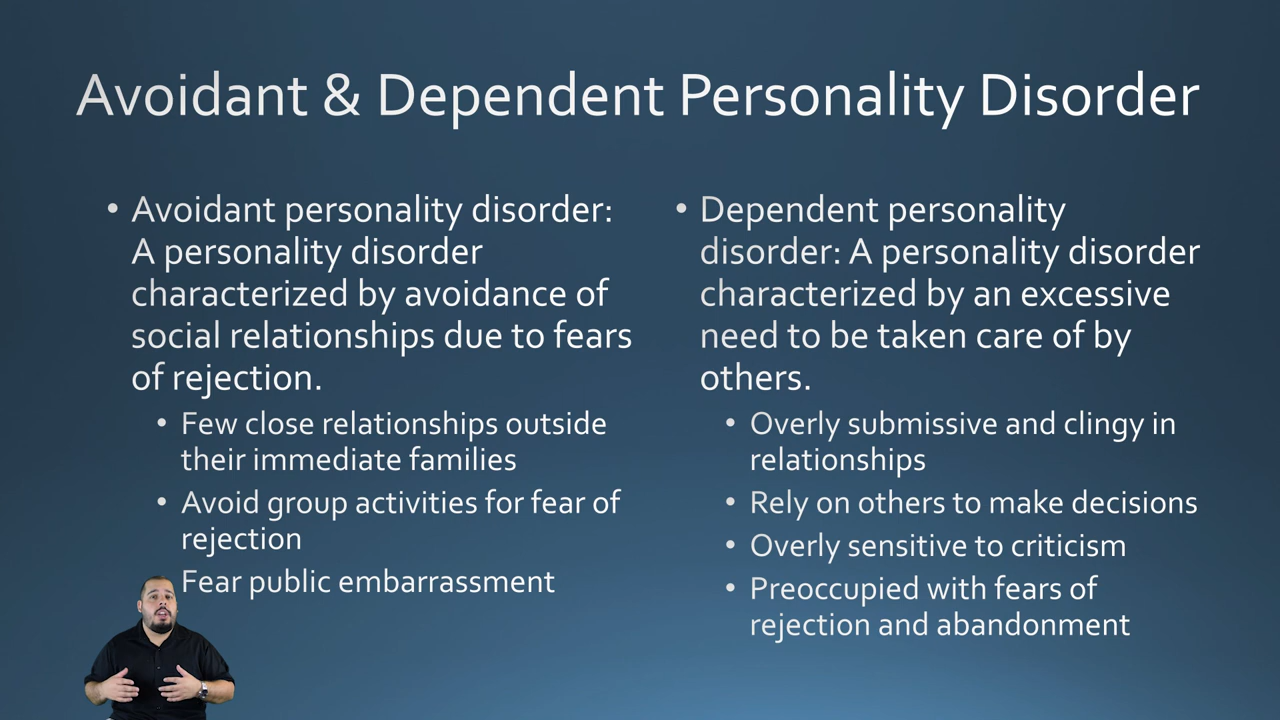 Avoidant & Dependent Personality Disorder
• Avoidant personality disorder:
A personality disorder
characterized by avoidance of
social relationships due to fears
of rejection.
• Few close relationships outside
their immediate families
• Avoid group activities for fear of
rejection
Fear public embarrassment
• Dependent personality
disorder: A personality disorder
characterized by an excessive
need to be taken care of by
others.
• Overly submissive and clingy in
relationships
• Rely on others to make decisions
• Overly sensitive to criticism
• Preoccupied with fears of
rejection and abandonment